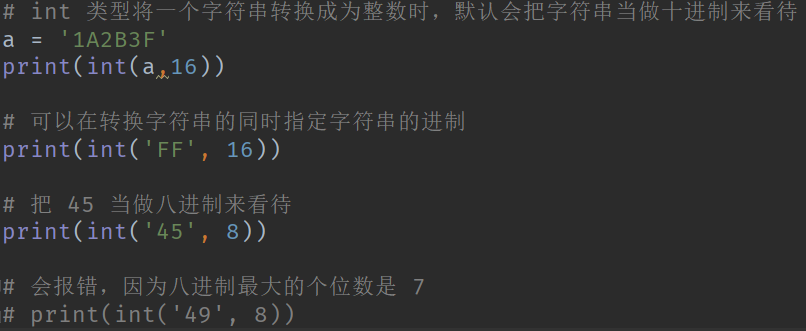 # int 类型将一个字符串转换成为整数时，默认会把字符串当做十进制来看待
a = '1A2B3F'
print(int(a,16))
# 可以在转换字符串的同时指定字符串的进制
print(int('FF', 16))
# 把 45 当做八进制来看待
print(int('45', 8))
# 会报错，因为八进制最大的个位数是 7
# print(int('49', 8))